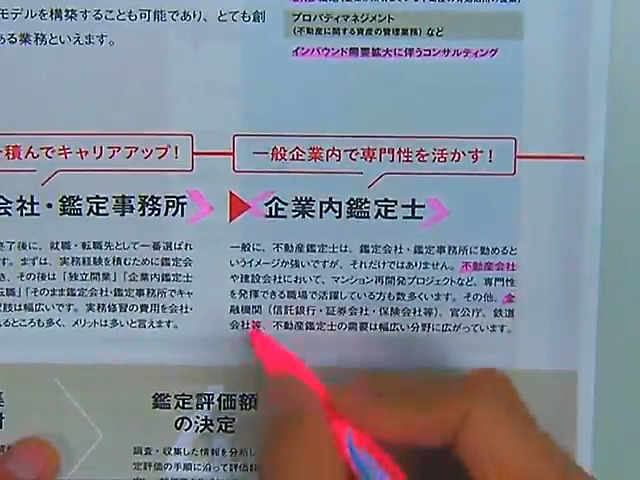 モデルを構築することも可能であり、とても創
ある業務といえます。
プロパティマネジメント
(不動産に関する資産の管理業務) など
インバウンド需要拡大に伴うコンサルティング
積んでキャリアアップ!
一般企業内で専門性を活かす!
会社・鑑定事務所
企業内鑑定士
終了後に、就職・転職先として一番選ばれ
す。まずは、実務経験を積むために鑑定会
き、その後は「独立開業」「企業内鑑定士
転職」「そのまま鑑定会社・鑑定事務所でキャ
択肢は幅広いです。実務修習の費用を会社・
れるところも多く、メリットは多いと言えます。
一般に、不動産鑑定士は、鑑定会社・鑑定事務所に勤めると
いうイメージか強いですが、それだけではありません。不動産会社
や建設会社において、マンション再開発プロジェクトなど、専門性
を発揮できる職場で活躍している方も数多くいます。その他、金
融機関（信託銀行・証券会社・保険会社等）、官公庁、鉄道
会社等、不動産鑑定士の需要は幅広い分野に広がっています。
鑑定評価額
の決定
調査・収集した情報を分析し
定評価の手順に沿って評価